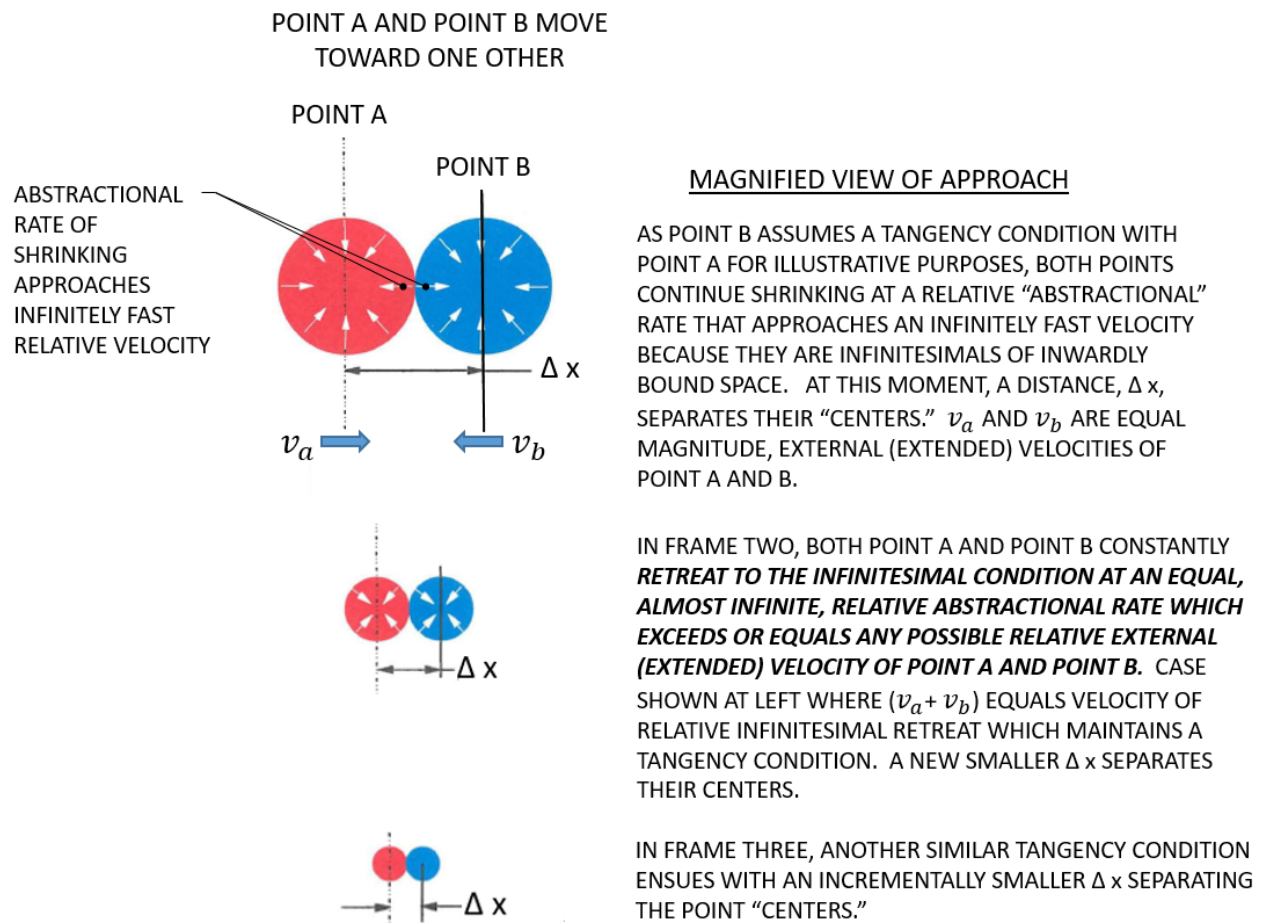 POINT A AND POINT B MOVE
TOWARD ONE OTHER
POINT A
POINT B
ABSTRACTIONAL
RATE OF
SHRINKING
APPROACHES
INFINITELY FAST
RELATIVE VELOCITY
Δ x
v_a
v_b
MAGNIFIED VIEW OF APPROACH
AS POINT B ASSUMES A TANGENCY CONDITION WITH
POINT A FOR ILLUSTRATIVE PURPOSES, BOTH POINTS
CONTINUE SHRINKING AT A RELATIVE “ABSTRACTIONAL”
RATE THAT APPROACHES AN INFINITELY FAST VELOCITY
BECAUSE THEY ARE INFINITESIMALS OF INWARDLY
BOUND SPACE. AT THIS MOMENT, A DISTANCE, Δ x,
SEPARATES THEIR “CENTERS.” v_a AND v_b ARE EQUAL
MAGNITUDE, EXTERNAL (EXTENDED) VELOCITIES OF
POINT A AND B.
Δ x
IN FRAME TWO, BOTH POINT A AND POINT B CONSTANTLY
RETREAT TO THE INFINITESIMAL CONDITION AT AN EQUAL,
ALMOST INFINITE, RELATIVE ABSTRACTIONAL RATE WHICH
EXCEEDS OR EQUALS ANY POSSIBLE RELATIVE EXTERNAL
(EXTENDED) VELOCITY OF POINT A AND POINT B. CASE
SHOWN AT LEFT WHERE (v_a+ v_b) EQUALS VELOCITY OF
RELATIVE INFINITESIMAL RETREAT WHICH MAINTAINS A
TANGENCY CONDITION. A NEW SMALLER Δ x SEPARATES
THEIR CENTERS.
Δ x
IN FRAME THREE, ANOTHER SIMILAR TANGENCY CONDITION
ENSUES WITH AN INCREMENTALLY SMALLER Δ x SEPARATING
THE POINT “CENTERS.”